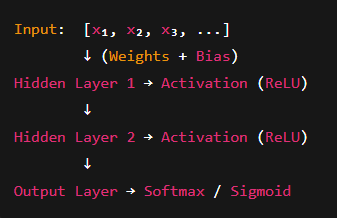 Input:  [x₁, x₂, x₃, ...]
↓ (Weights + Bias)
Hidden Layer 1 → Activation (ReLU)
↓
Hidden Layer 2 → Activation (ReLU)
↓
Output Layer → Softmax / Sigmoid